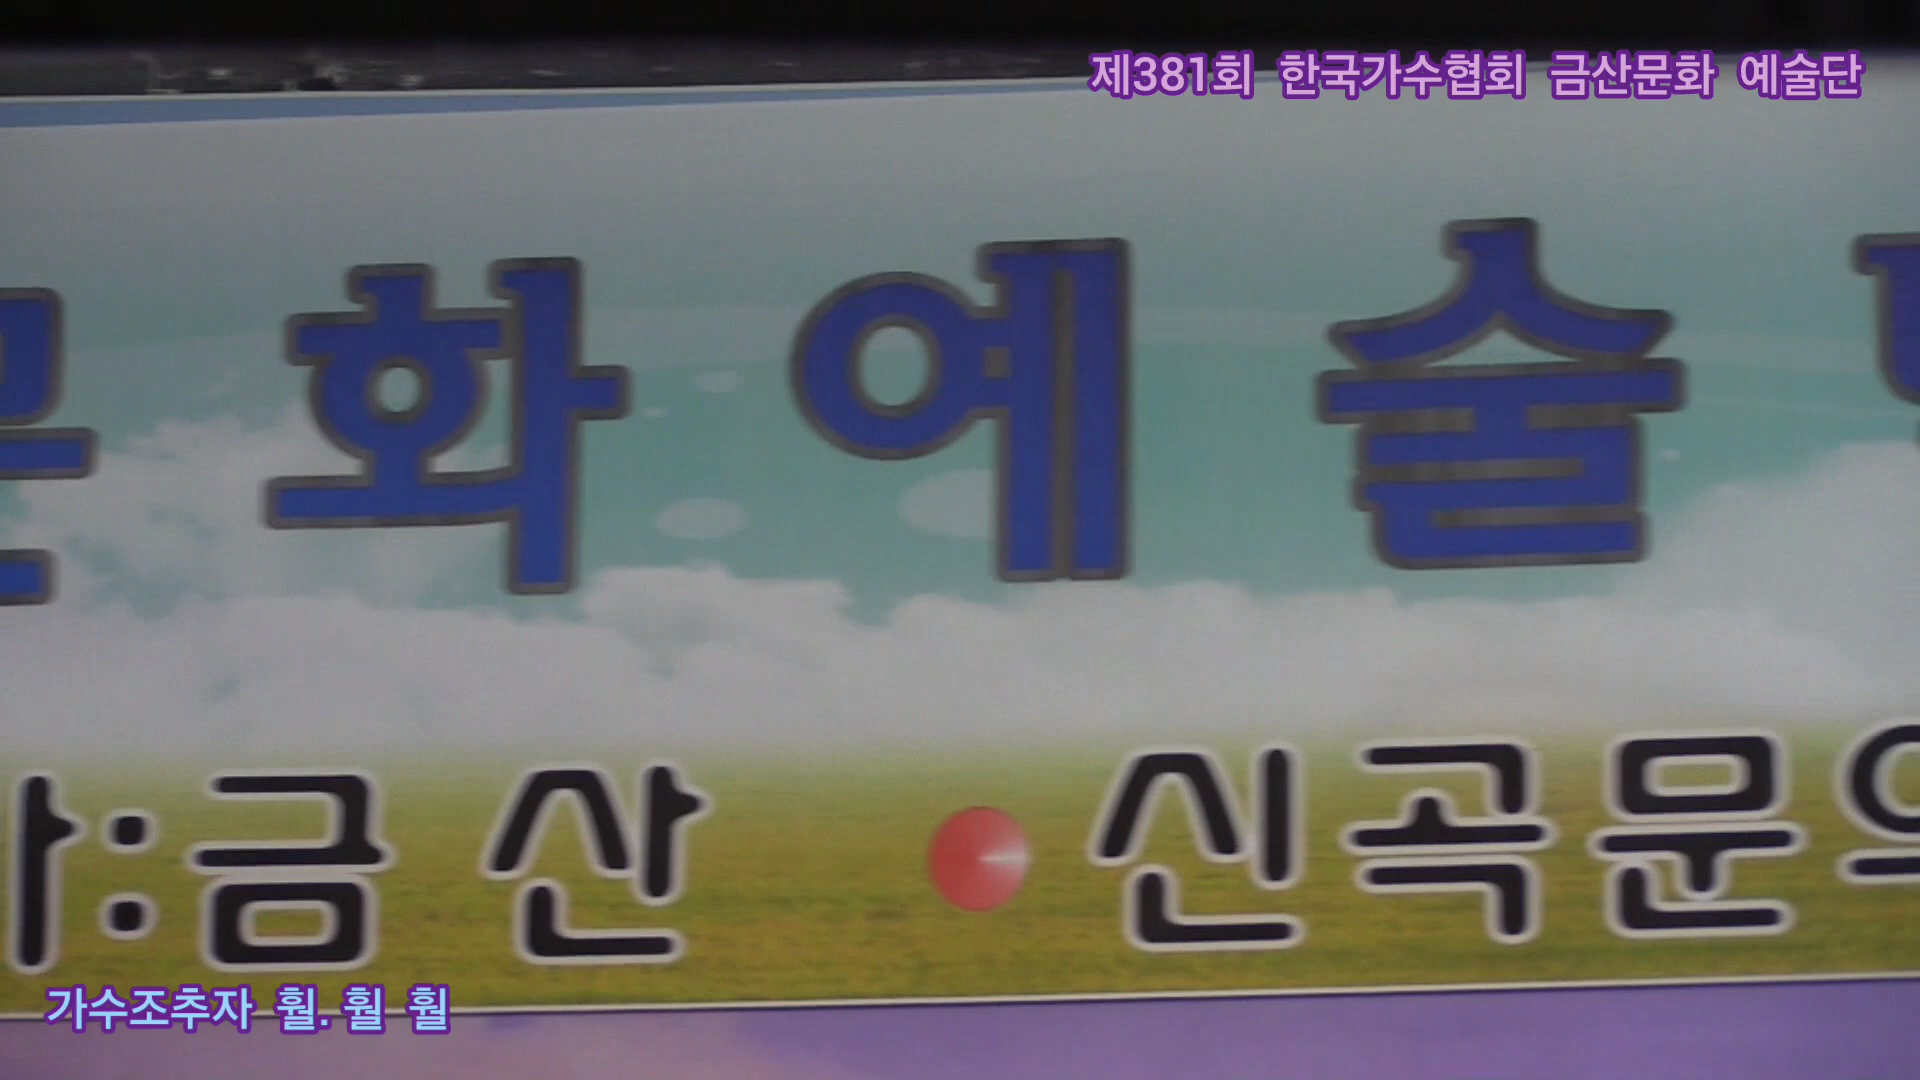 제381회 한국가수협회 금산문화 예술단
문화예술
:금산 ● 신곡문의
가수조추자 훨. 훨 훨